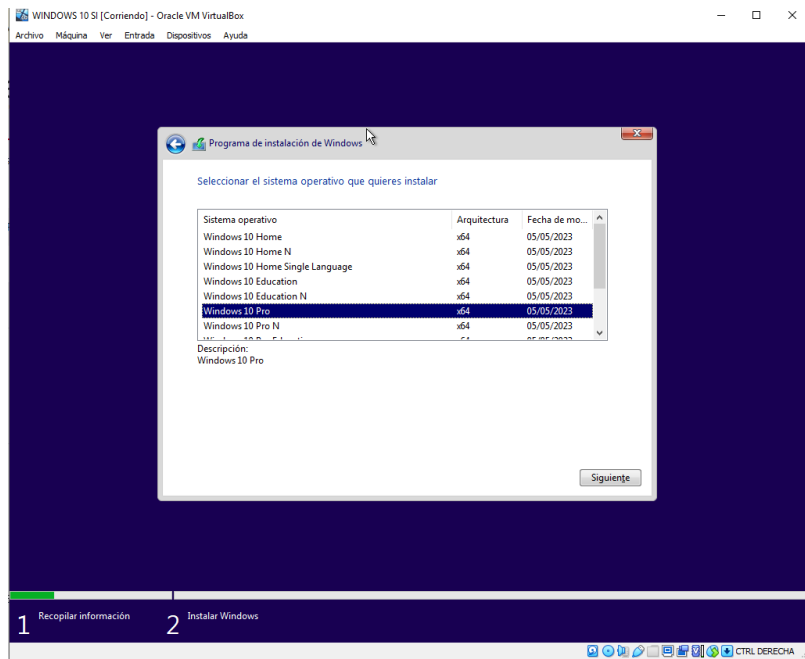 WINDOWS 10 SI [Corriendo] - Oracle VM VirtualBox
Archivo Máquina Ver Entrada Dispositivos Ayuda
Programa de instalación de Windows
Seleccionar el sistema operativo que quieres instalar
Sistema operativo Arquitectura Fecha de mo...
Windows 10 Home x64 05/05/2023
Windows 10 Home N x64 05/05/2023
Windows 10 Home Single Language x64 05/05/2023
Windows 10 Education x64 05/05/2023
Windows 10 Education N x64 05/05/2023
Windows 10 Pro x64 05/05/2023
Windows 10 Pro N x64 05/05/2023
Descripción:
Windows 10 Pro
Siguiente
1 Recopilar información 2 Instalar Windows
CTRL DERECHA